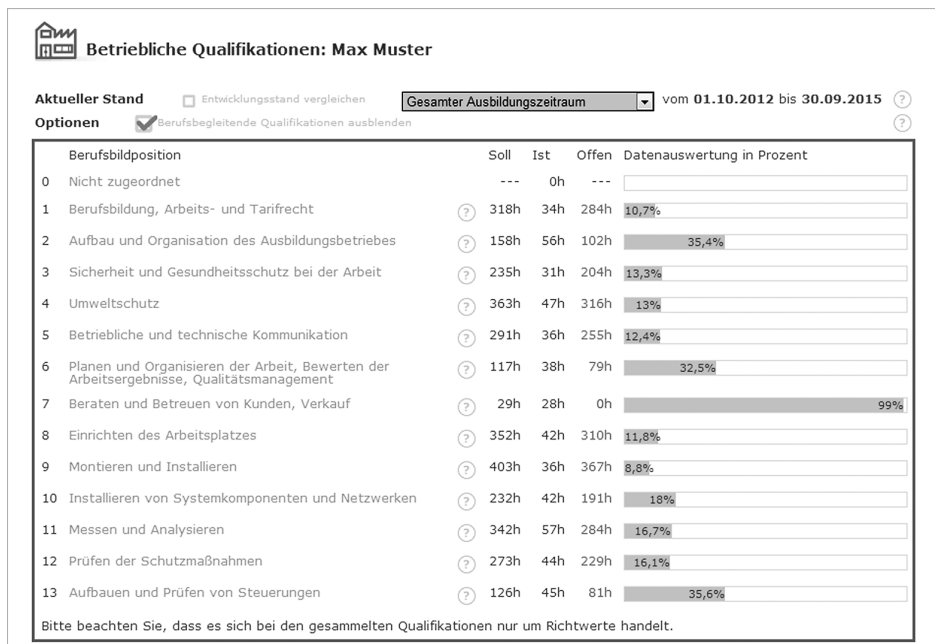 Betriebliche Qualifikationen: Max Muster
Aktueller Stand Entwicklungsstand vergleichen Gesamter Ausbildungszeitraum vom 01.10.2012 bis 30.09.2015 ?
Optionen Berufsbegleitende Qualifikationen ausblenden ?
Berufsbildposition Soll Ist Offen Datenauswertung in Prozent
0 Nicht zugeordnet --- 0h ---
1 Berufsbildung, Arbeits- und Tarifrecht ? 318h 34h 284h 10,7%
2 Aufbau und Organisation des Ausbildungsbetriebes ? 158h 56h 102h 35,4%
3 Sicherheit und Gesundheitsschutz bei der Arbeit ? 235h 31h 204h 13,3%
4 Umweltschutz ? 363h 47h 316h 13%
5 Betriebliche und technische Kommunikation ? 291h 36h 255h 12,4%
6 Planen und Organisieren der Arbeit, Bewerten der ? 117h 38h 79h 32,5%
Arbeitsergebnisse, Qualitätsmanagement
7 Beraten und Betreuen von Kunden, Verkauf ? 29h 28h 0h 99%
8 Einrichten des Arbeitsplatzes ? 352h 42h 310h 11,8%
9 Montieren und Installieren ? 403h 36h 367h 8,8%
10 Installieren von Systemkomponenten und Netzwerken ? 232h 42h 191h 18%
11 Messen und Analysieren ? 342h 57h 284h 16,7%
12 Prüfen der Schutzmaßnahmen ? 273h 44h 229h 16,1%
13 Aufbauen und Prüfen von Steuerungen ? 126h 45h 81h 35,6%
Bitte beachten Sie, dass es sich bei den gesammelten Qualifikationen nur um Richtwerte handelt.